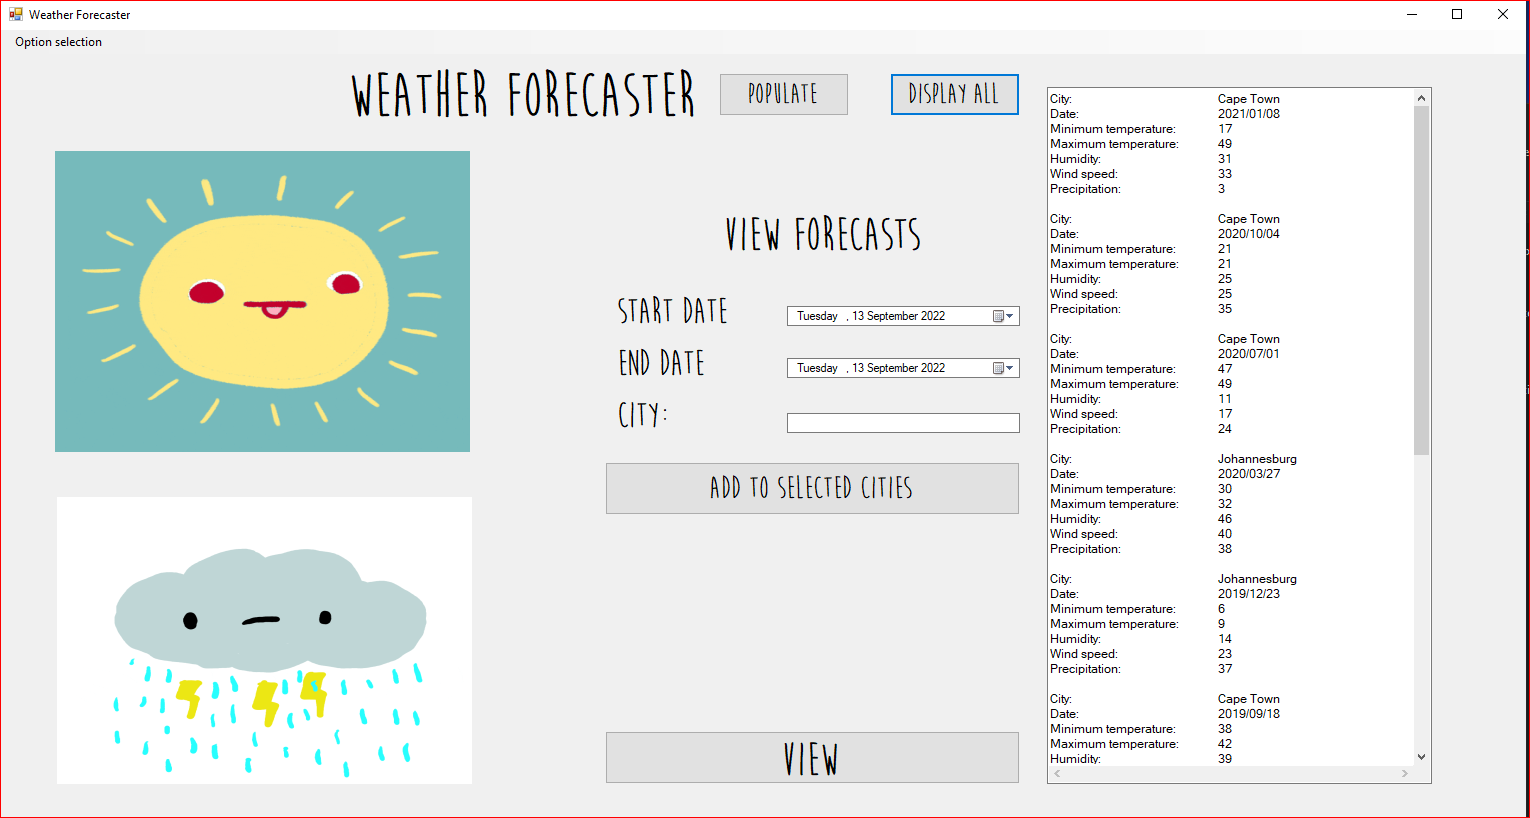 Weather Forecaster
Option selection
WEATHER FORECASTER
POPULATE
DISPLAY ALL
VIEW FORECASTS
START DATE
Tuesday , 13 September 2022
END DATE
Tuesday , 13 September 2022
CITY:
ADD TO SELECTED CITIES
VIEW
City: Cape Town
Date: 2021/01/08
Minimum temperature: 17
Maximum temperature: 49
Humidity: 31
Wind speed: 33
Precipitation: 3
City: Cape Town
Date: 2020/10/04
Minimum temperature: 21
Maximum temperature: 21
Humidity: 25
Wind speed: 25
Precipitation: 35
City: Cape Town
Date: 2020/07/01
Minimum temperature: 47
Maximum temperature: 49
Humidity: 11
Wind speed: 17
Precipitation: 24
City: Johannesburg
Date: 2020/03/27
Minimum temperature: 30
Maximum temperature: 32
Humidity: 46
Wind speed: 40
Precipitation: 38
City: Johannesburg
Date: 2019/12/23
Minimum temperature: 6
Maximum temperature: 9
Humidity: 14
Wind speed: 23
Precipitation: 37
City: Cape Town
Date: 2019/09/18
Minimum temperature: 38
Maximum temperature: 42
Humidity: 39